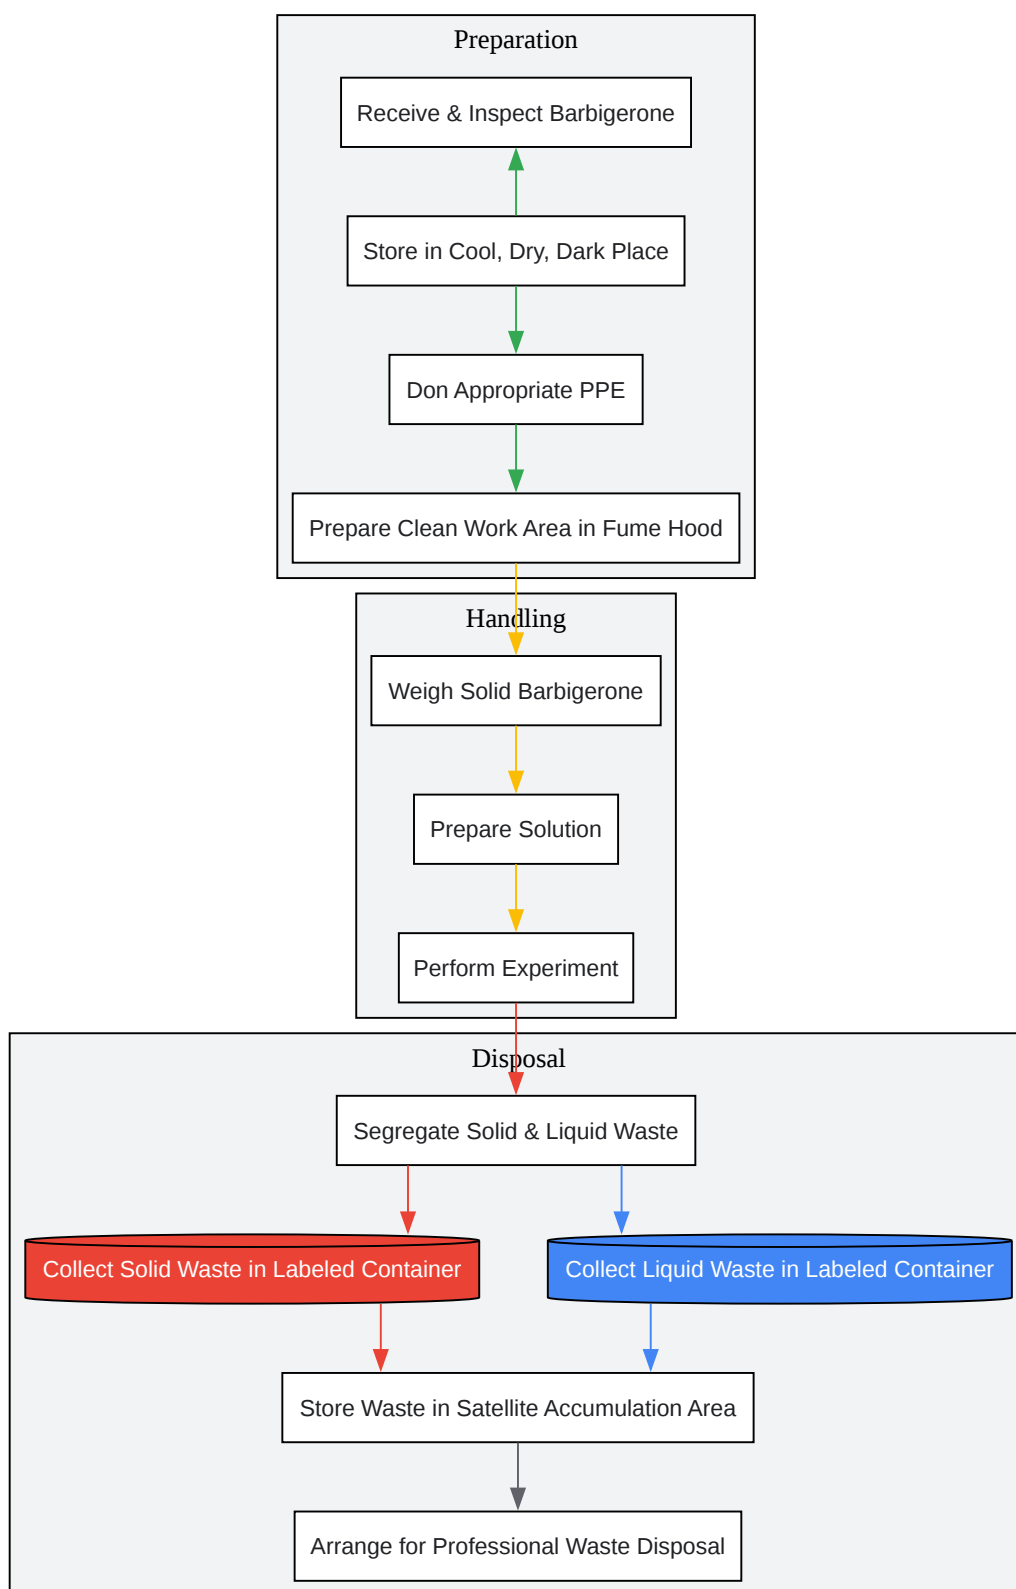 Preparation
Receive & Inspect Barbigerone
Store in Cool, Dry, Dark Place
Don Appropriate PPE
Prepare Clean Work Area in Fume Hood
Handling
Weigh Solid Barbigerone
Prepare Solution
Perform Experiment
Disposal
Segregate Solid & Liquid Waste
Collect Solid Waste in Labeled Container
Collect Liquid Waste in Labeled Container
Store Waste in Satellite Accumulation Area
Arrange for Professional Waste Disposal